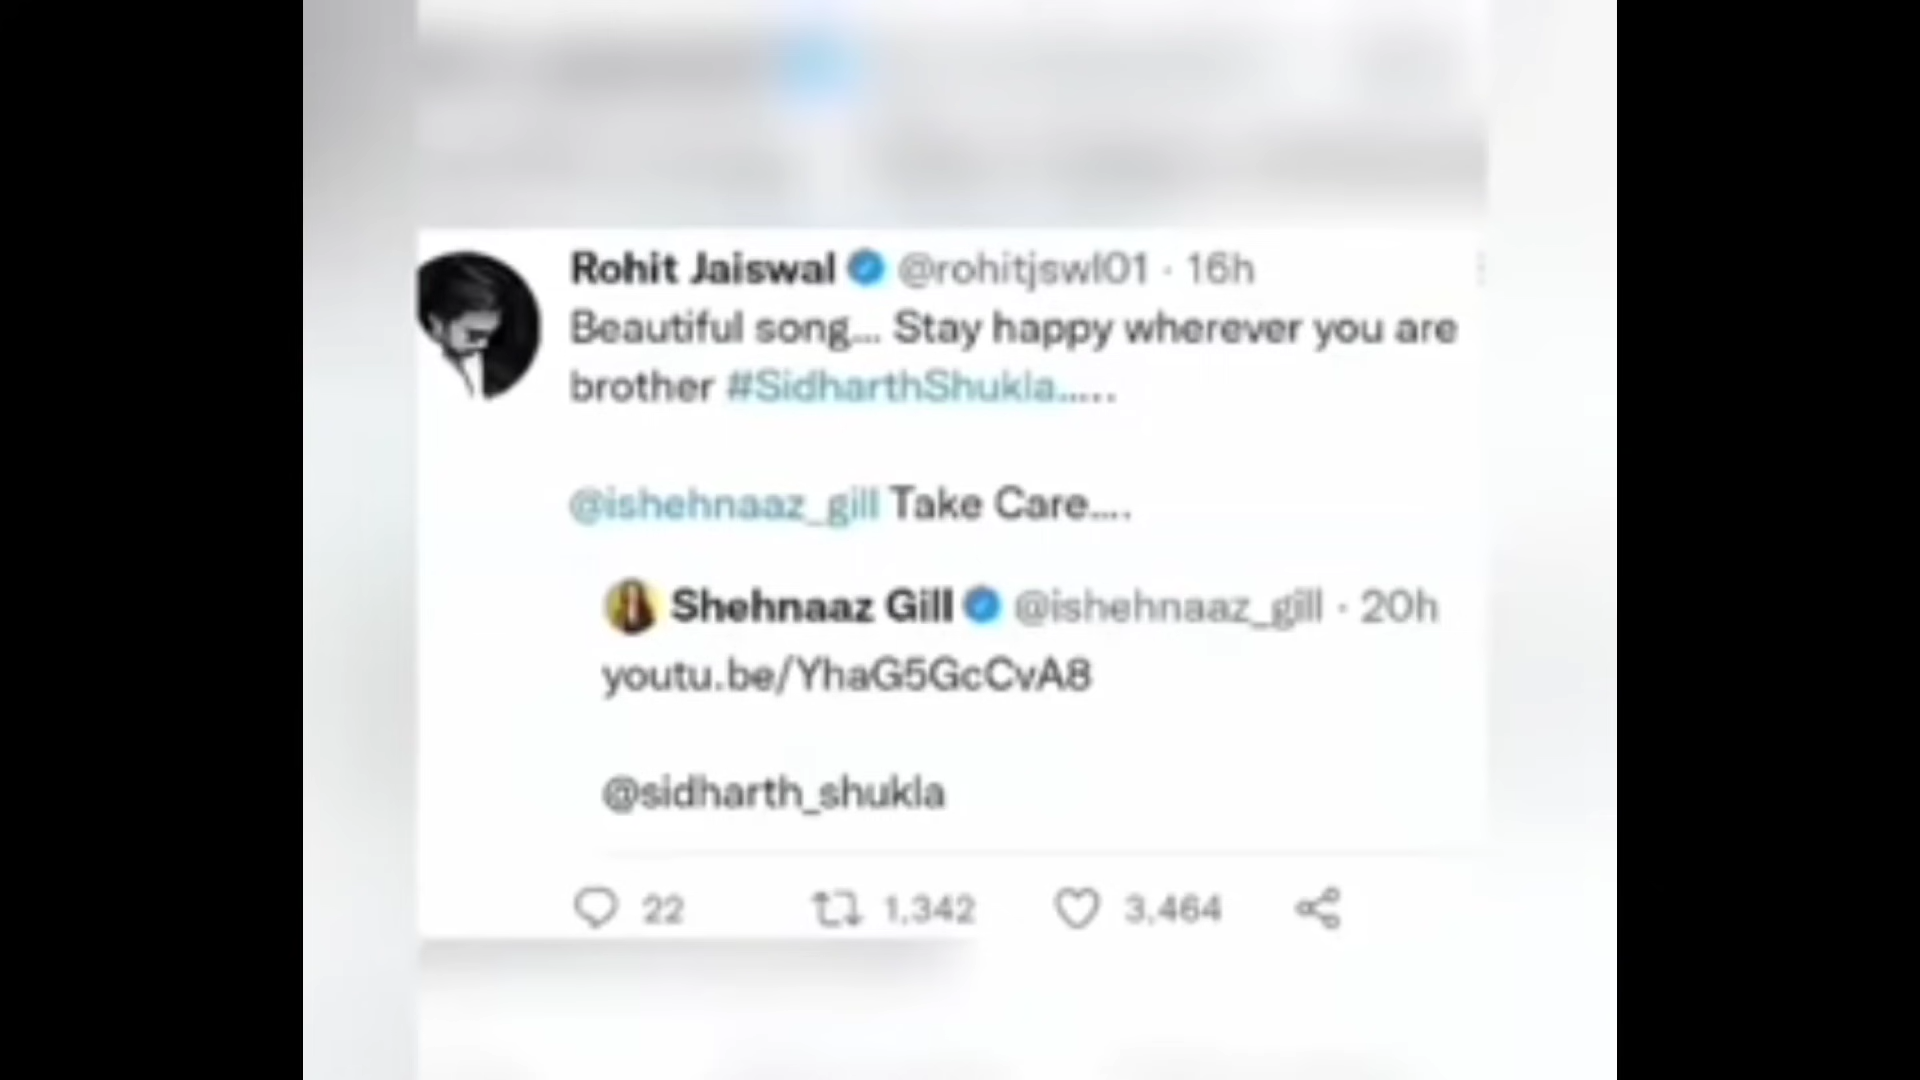 Rohit Jaiswal @rohitjswl01 · 16h
Beautiful song... Stay happy wherever you are
brother #SidharthShukla.....
@ishehnaaz_gill Take Care....
Shehnaaz Gill @ishehnaaz_gill · 20h
youtu.be/YhaG5GcCvA8
@sidharth_shukla
22 1,342 3,464